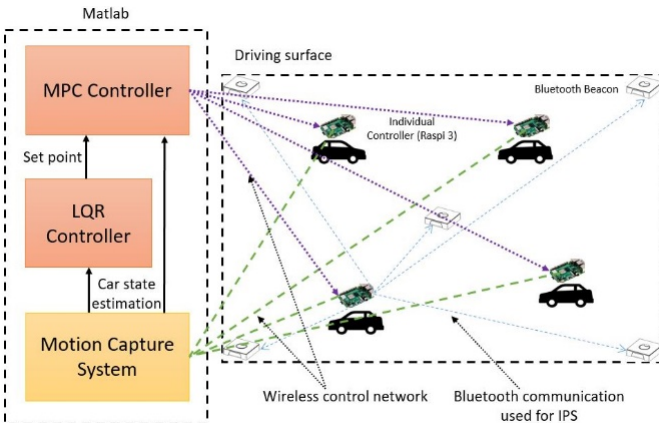 Matlab
MPC Controller
Set point
LQR
Controller
Car state
estimation
Motion Capture
System
Driving surface
Bluetooth Beacon
Individual
Controller (Raspi 3)
Wireless control network
Bluetooth communication
used for IPS